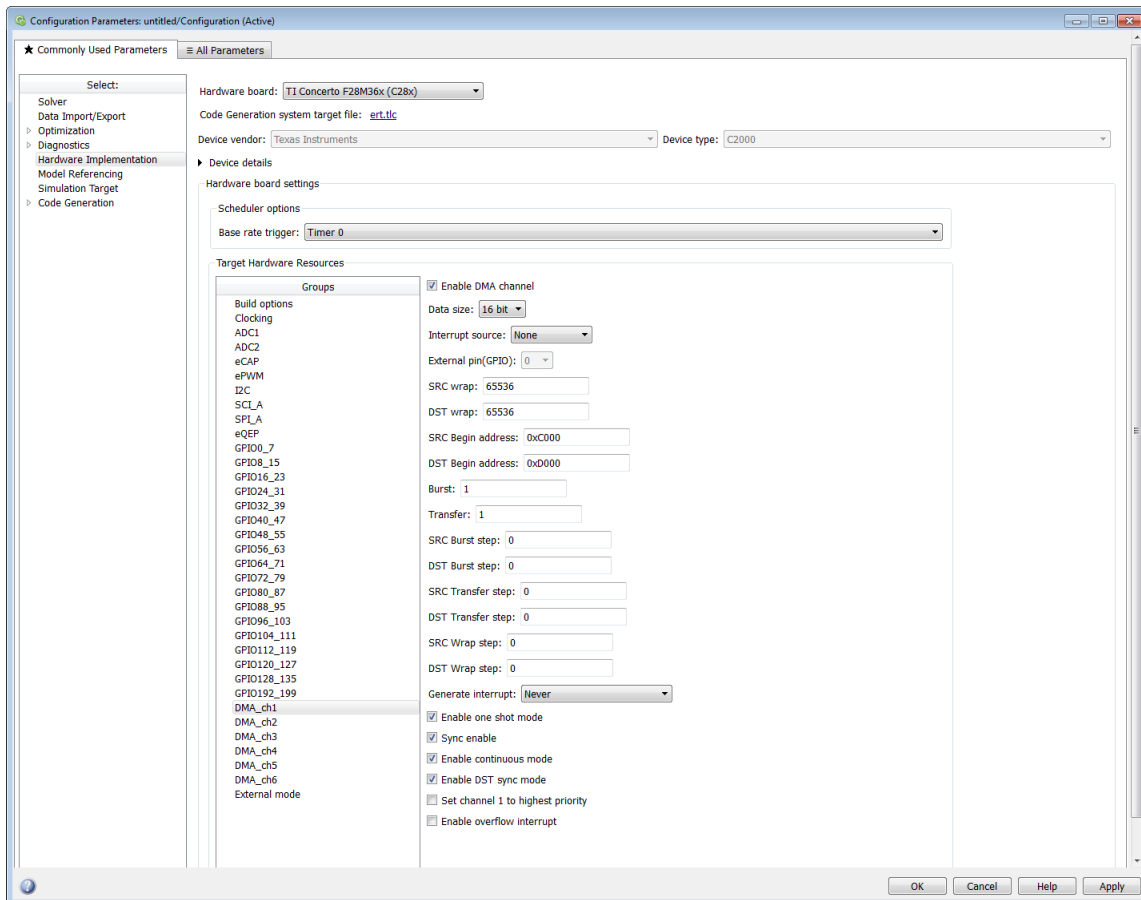 Configuration Parameters: untitled/Configuration (Active)
★ Commonly Used Parameters
≡ All Parameters
Select:
Solver
Data Import/Export
Optimization
Diagnostics
Hardware Implementation
Model Referencing
Simulation Target
Code Generation
Hardware board: TI Concerto F28M36x (C28x)
Code Generation system target file: ert.tlc
Device vendor: Texas Instruments Device type: C2000
Device details
Hardware board settings
Scheduler options
Base rate trigger: Timer 0
Target Hardware Resources
Groups
Build options
Clocking
ADC1
ADC2
eCAP
ePWM
I2C
SCI_A
SPI_A
eQEP
GPIO0_7
GPIO8_15
GPIO16_23
GPIO24_31
GPIO32_39
GPIO40_47
GPIO48_55
GPIO56_63
GPIO64_71
GPIO72_79
GPIO80_87
GPIO88_95
GPIO96_103
GPIO104_111
GPIO112_119
GPIO120_127
GPIO128_135
GPIO192_199
DMA_ch1
DMA_ch2
DMA_ch3
DMA_ch4
DMA_ch5
DMA_ch6
External mode
Enable DMA channel
Data size: 16 bit
Interrupt source: None
External pin(GPIO): 0
SRC wrap: 65536
DST wrap: 65536
SRC Begin address: 0xC000
DST Begin address: 0xD000
Burst: 1
Transfer: 1
SRC Burst step: 0
DST Burst step: 0
SRC Transfer step: 0
DST Transfer step: 0
SRC Wrap step: 0
DST Wrap step: 0
Generate interrupt: Never
Enable one shot mode
Sync enable
Enable continuous mode
Enable DST sync mode
Set channel 1 to highest priority
Enable overflow interrupt
OK Cancel Help Apply